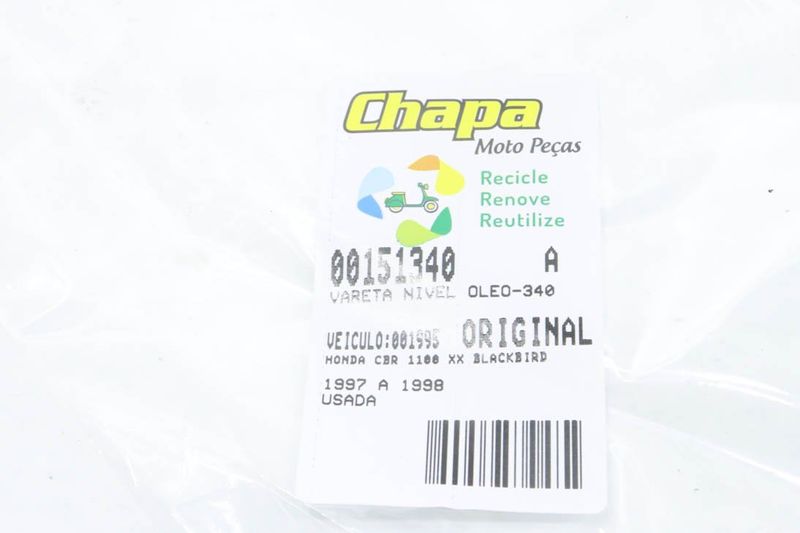 Chapa
Moto Peças
Recicle
Renove
Reutilize
00151340 A
VARETA NIVEL OLEO-340
VEICULO:001995 ORIGINAL
HONDA CBR 1100 XX BLACKBIRD
1997 A 1998
USADA